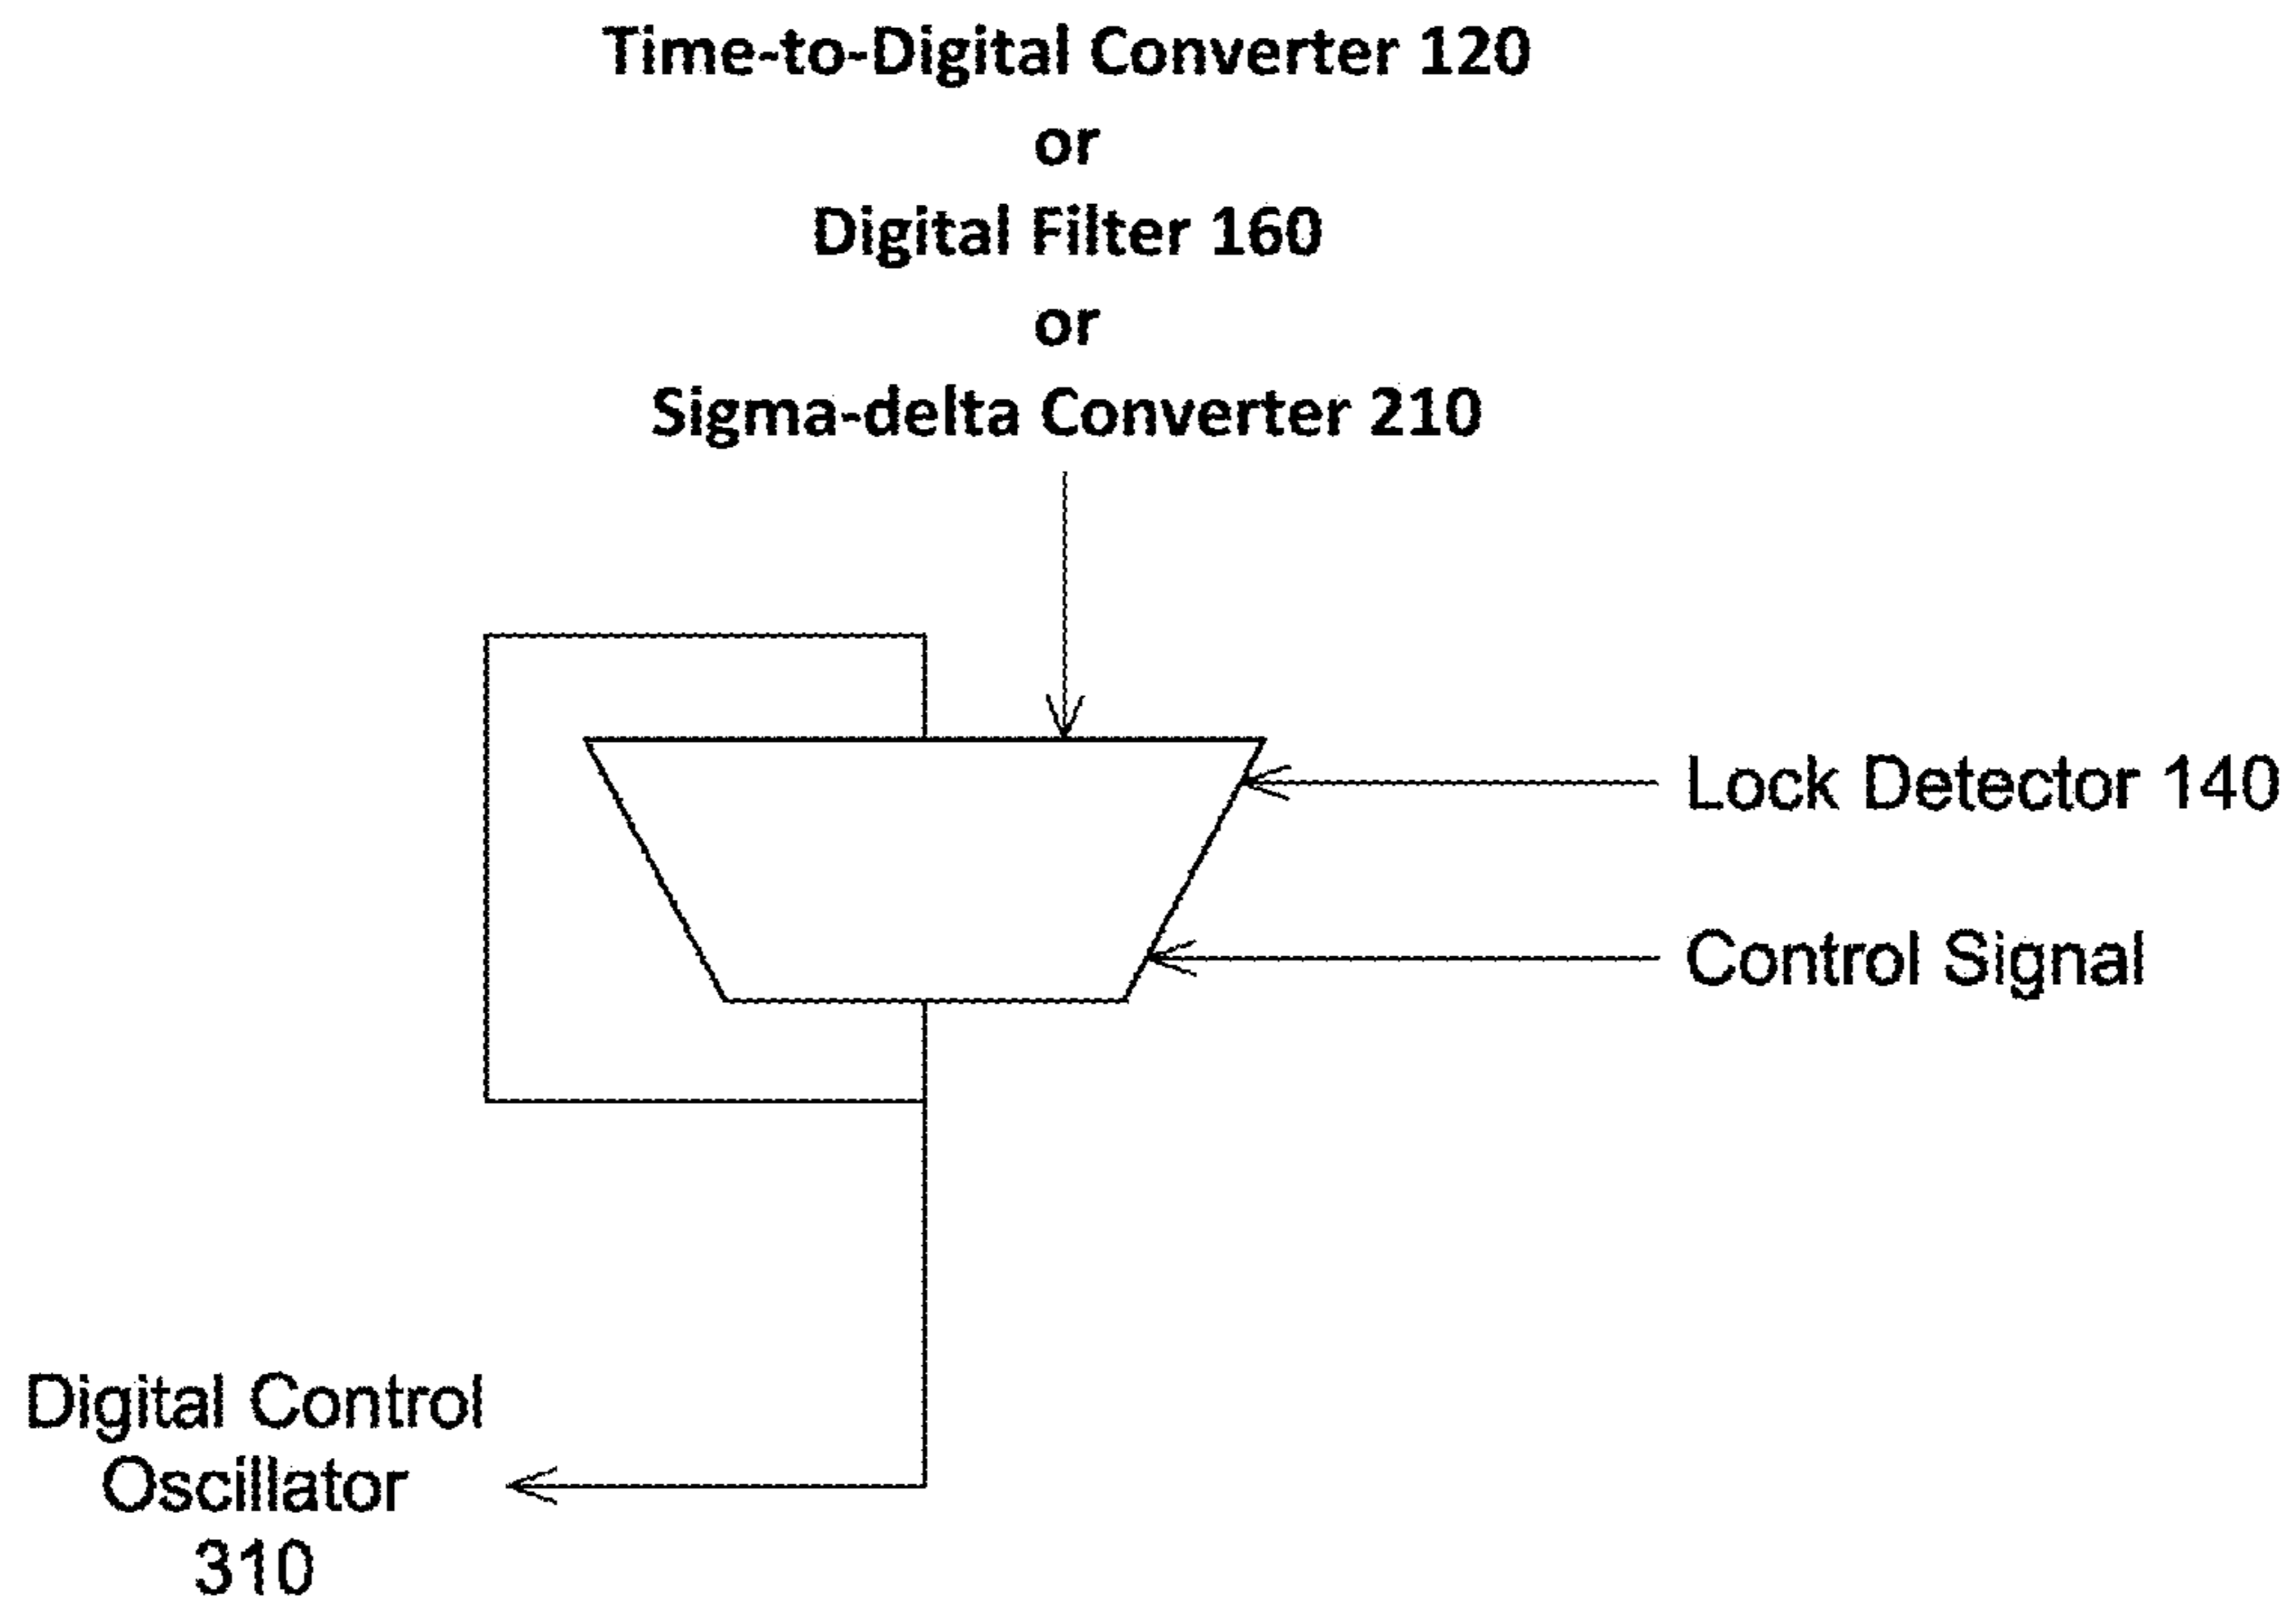 Time-to-Digital Converter 120
or
Digital Filter 160
or
Sigma-delta Converter 210
Lock Detector 140
Control Signal
Digital Control
Oscillator
310